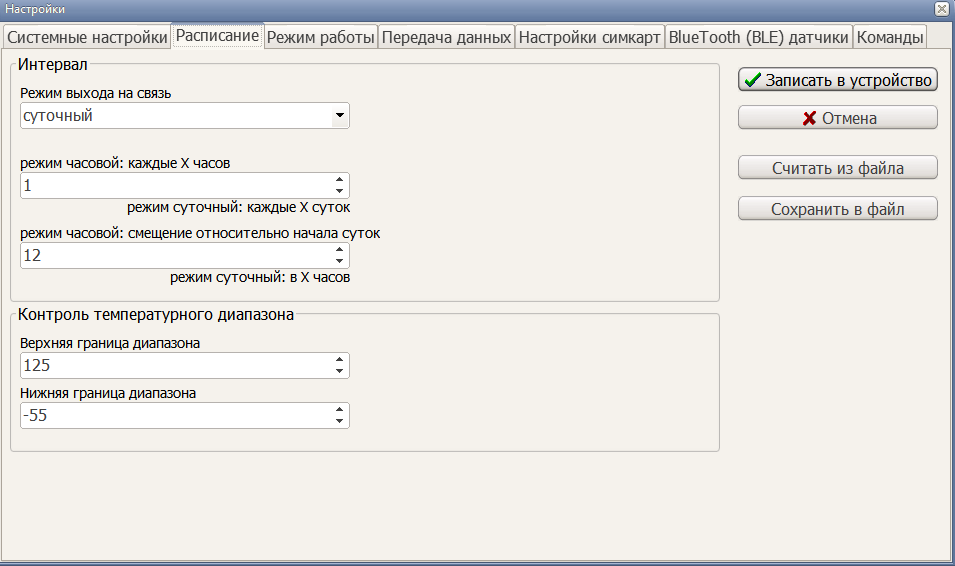 Настройки
Системные настройки Расписание Режим работы Передача данных Настройки симкарт BlueTooth (BLE) датчики Команды
Интервал
Режим выхода на связь
суточный
режим часовой: каждые X часов
1
режим суточный: каждые X суток
режим часовой: смещение относительно начала суток
12
режим суточный: в X часов
Контроль температурного диапазона
Верхняя граница диапазона
125
Нижняя граница диапазона
-55
Записать в устройство
Отмена
Считать из файла
Сохранить в файл